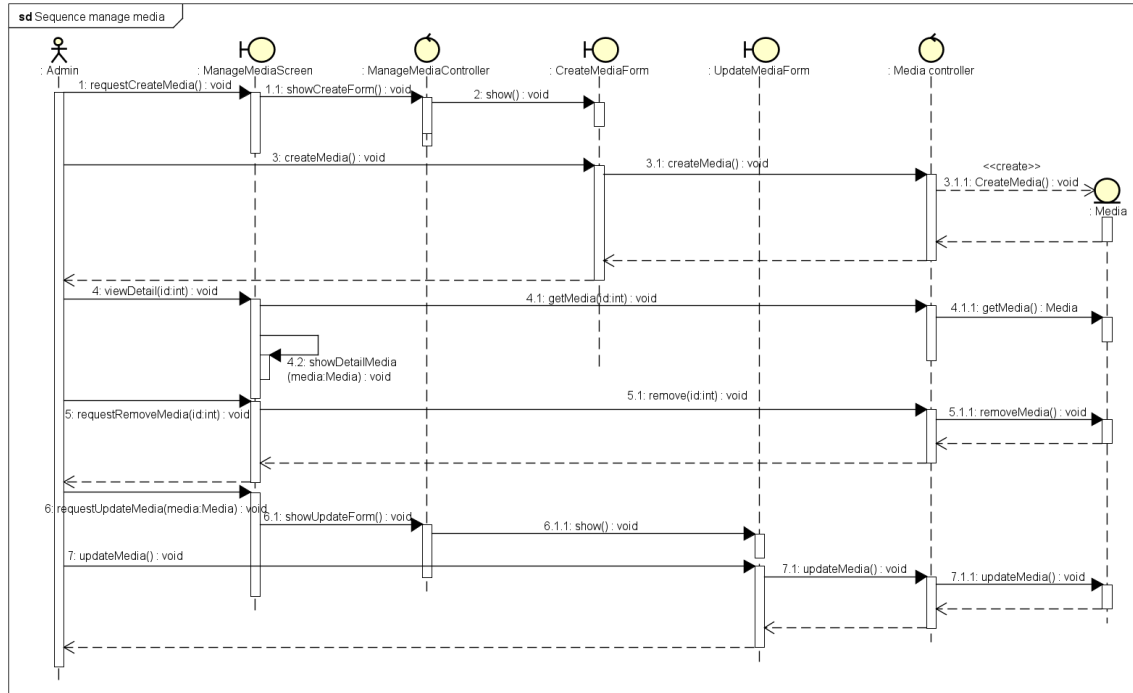 sd Sequence manage media
: Admin
: ManageMediaScreen
: ManageMediaController
: CreateMediaForm
: UpdateMediaForm
: Media controller
1: requestCreateMedia() : void
1.1: showCreateForm() : void
2: show() : void
3: createMedia() : void
3.1: createMedia() : void
<<create>>
3.1.1: CreateMedia() : void
: Media
4: viewDetail(id:int) : void
4.1: getMedia(id:int) : void
4.1.1: getMedia() : Media
4.2: showDetailMedia
(media:Media) : void
5: requestRemoveMedia(id:int) : void
5.1: remove(id:int) : void
5.1.1: removeMedia() : void
6: requestUpdateMedia(media:Media) : void
6.1: showUpdateForm() : void
6.1.1: show() : void
7: updateMedia() : void
7.1: updateMedia() : void
7.1.1: updateMedia() : void